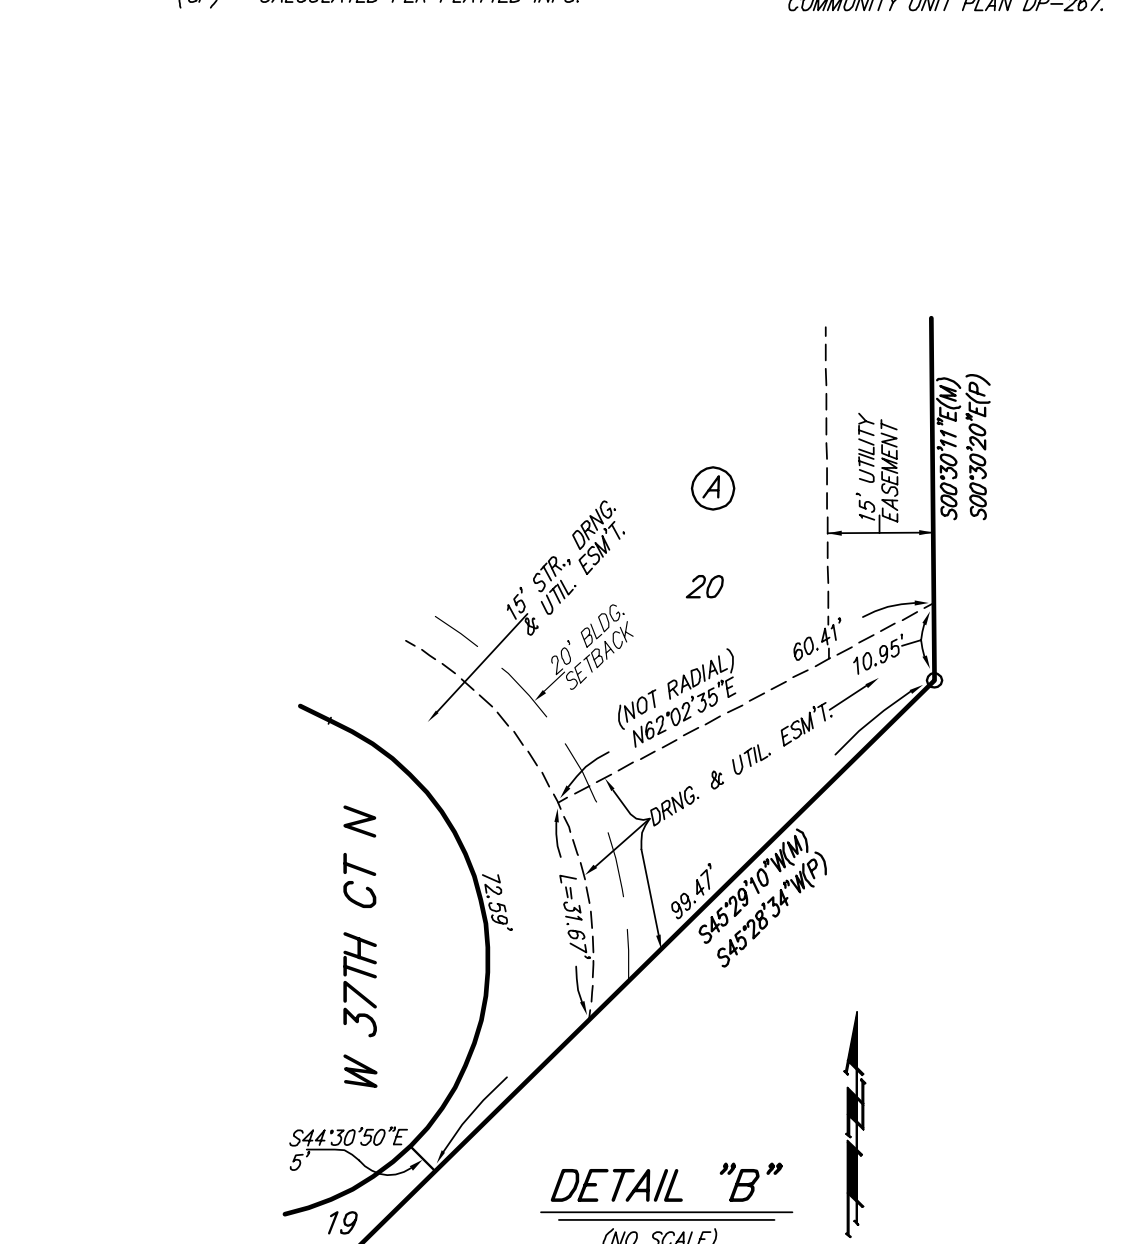 COMMUNITY UNIT PLAN DP-267.
S00°30'11"E(M)
S00°30'20"E(P)
15' UTILITY
EASEMENT
A
20
15' STR., DRNG.
& UTIL. ESM'T.
20' BLDG.
SETBACK
60.41'
10.95'
(NOT RADIAL)
N62°02'35"E
DRNG. & UTIL. ESM'T.
L=31.67'
72.59'
99.47'
S45°29'10"W(M)
S45°28'34"W(P)
W 37TH CT N
S44°30'50"E
5'
19
DETAIL "B"
(NO SCALE)